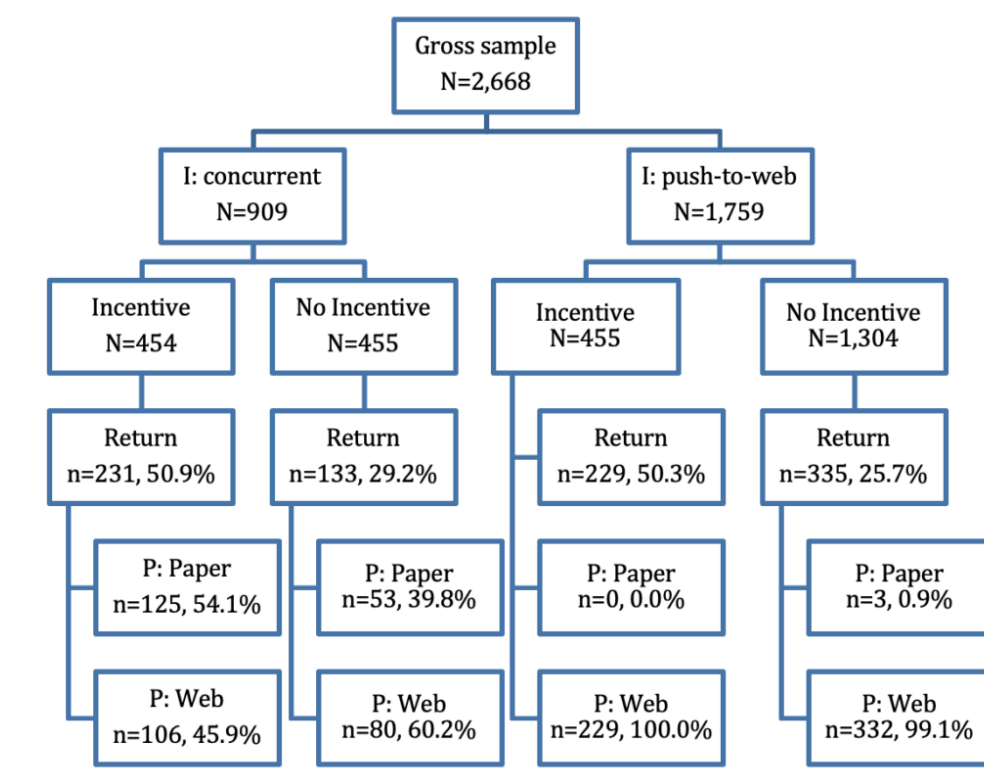 Gross sample
N=2,668
I: concurrent
N=909
I: push-to-web
N=1,759
Incentive
N=454
No Incentive
N=455
Incentive
N=455
No Incentive
N=1,304
Return
n=231, 50.9%
Return
n=133, 29.2%
Return
n=229, 50.3%
Return
n=335, 25.7%
P: Paper
n=125, 54.1%
P: Paper
n=53, 39.8%
P: Paper
n=0, 0.0%
P: Paper
n=3, 0.9%
P: Web
n=106, 45.9%
P: Web
n=80, 60.2%
P: Web
n=229, 100.0%
P: Web
n=332, 99.1%